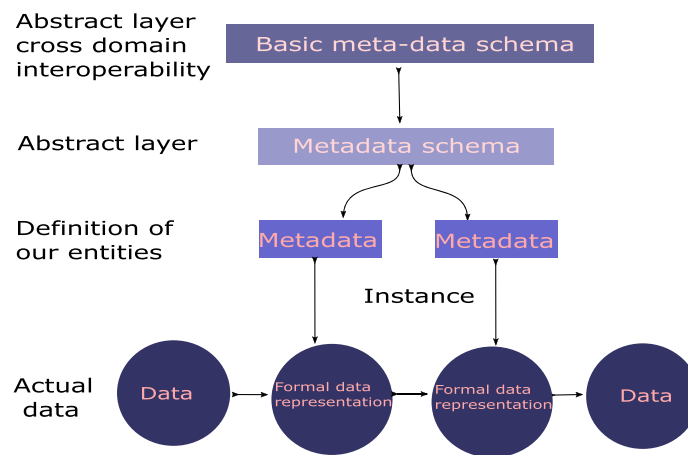 Abstract layer
cross domain
interoperability
Basic meta-data schema
Abstract layer
Metadata schema
Definition of
our entities
Metadata
Metadata
Instance
Actual
data
Data
Formal data
representation
Formal data
representation
Data